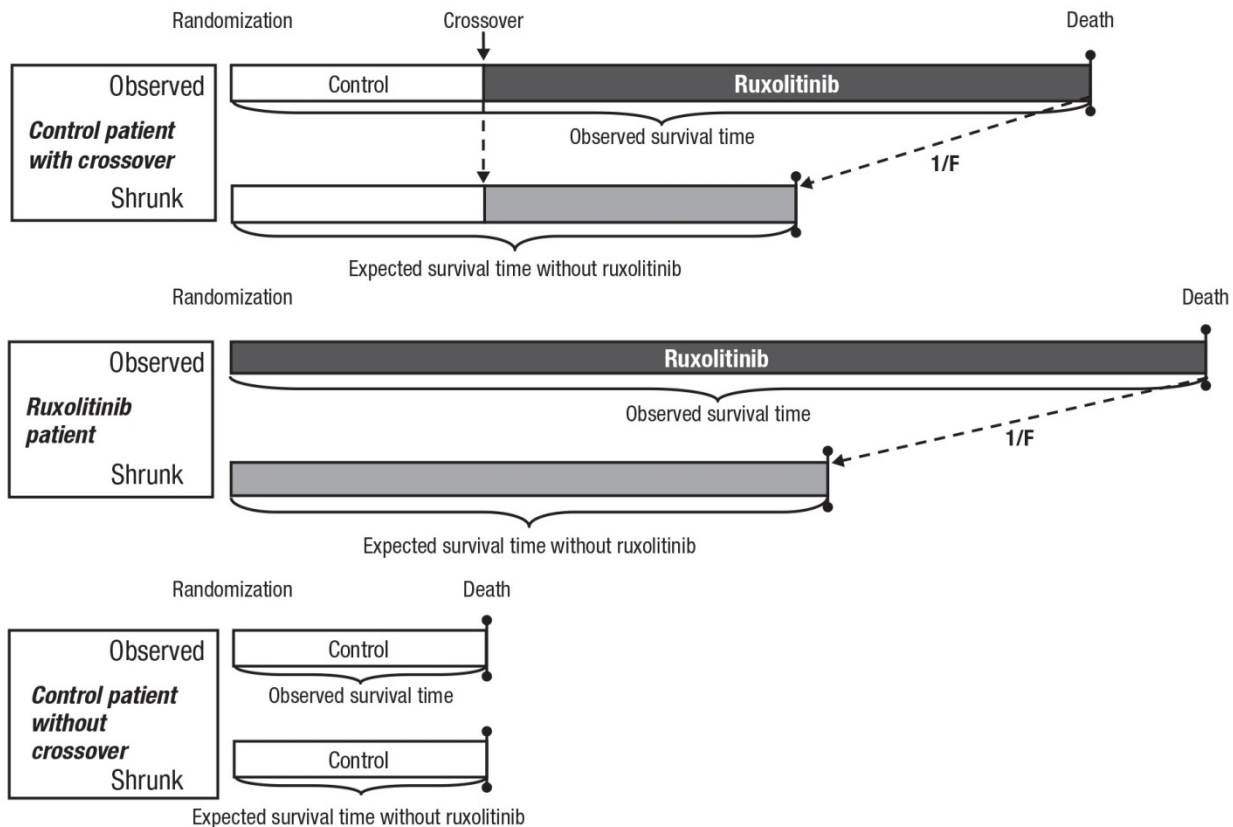 Randomization Crossover Death
Observed Control Ruxolitinib
Control patient
with crossover
Observed survival time
1/F
Shrunk
Expected survival time without ruxolitinib
Randomization Death
Observed Ruxolitinib
Ruxolitinib
patient
Observed survival time
1/F
Shrunk
Expected survival time without ruxolitinib
Randomization Death
Observed Control
Control patient
without
crossover
Observed survival time
Shrunk Control
Expected survival time without ruxolitinib